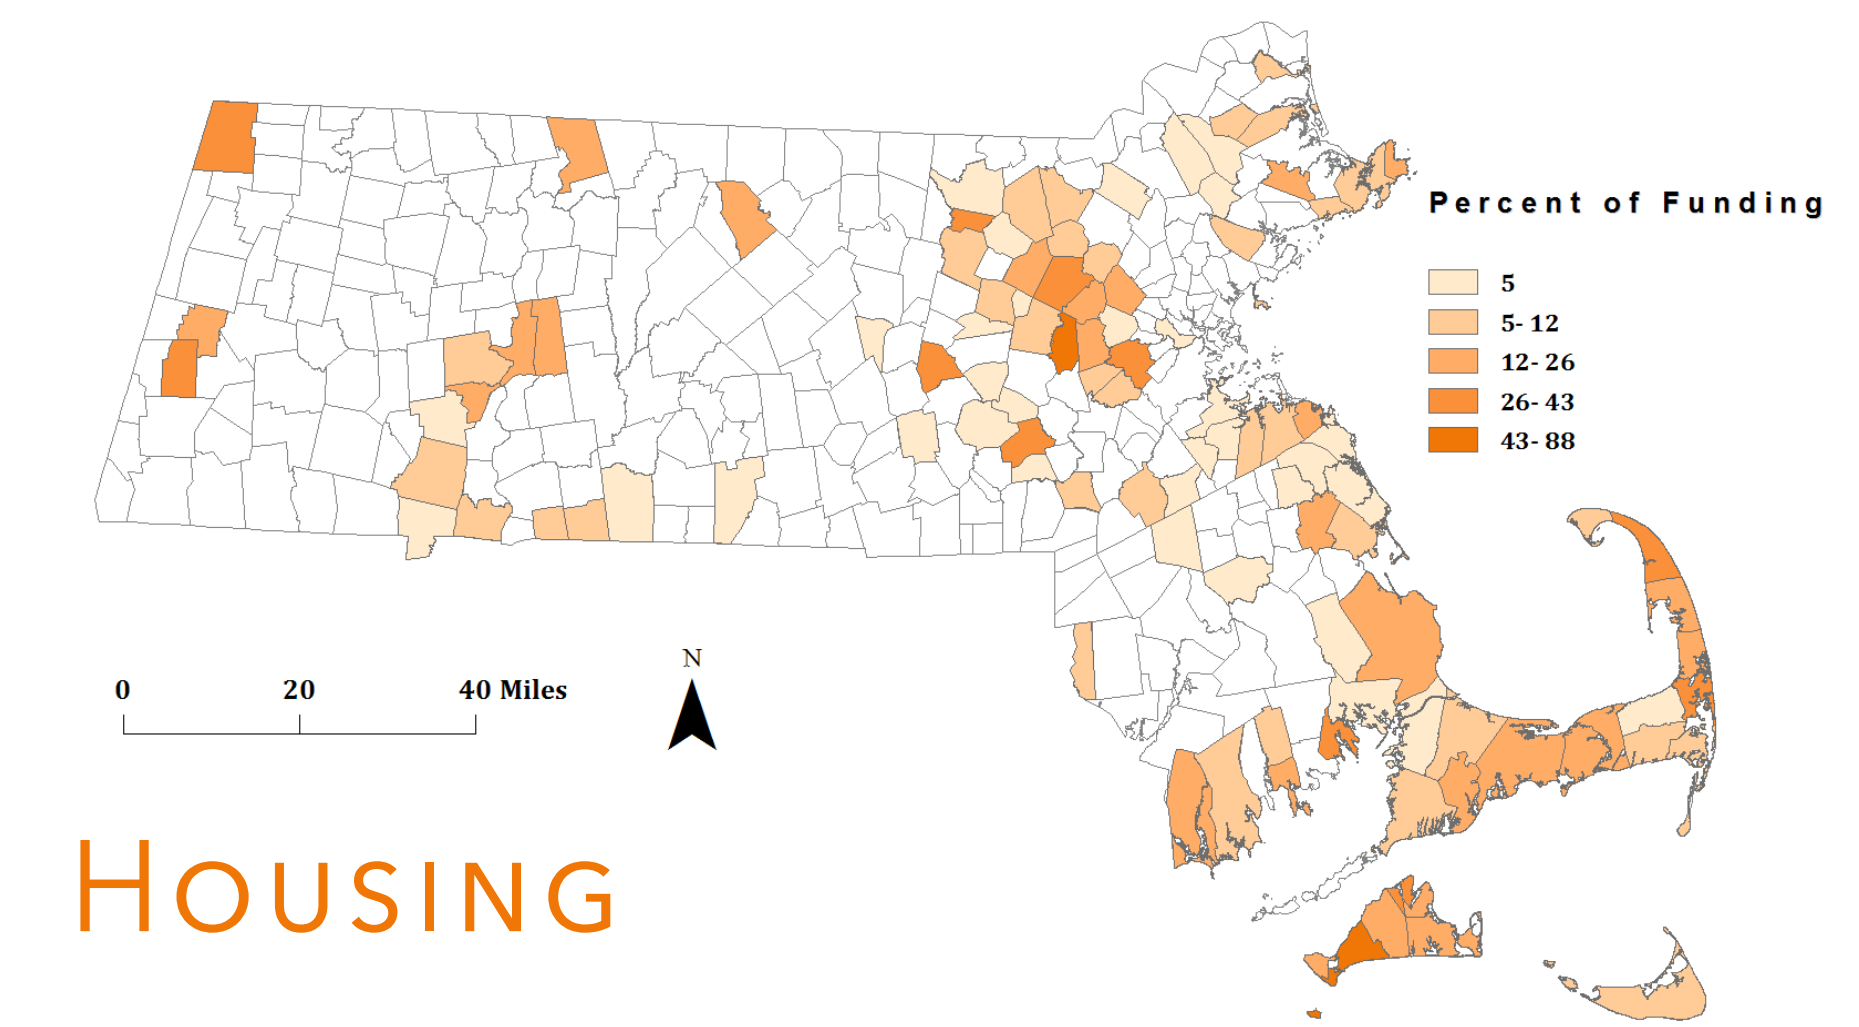 Percent of Funding
5
5- 12
12- 26
26- 43
43- 88
N
0 20 40 Miles
HOUSING